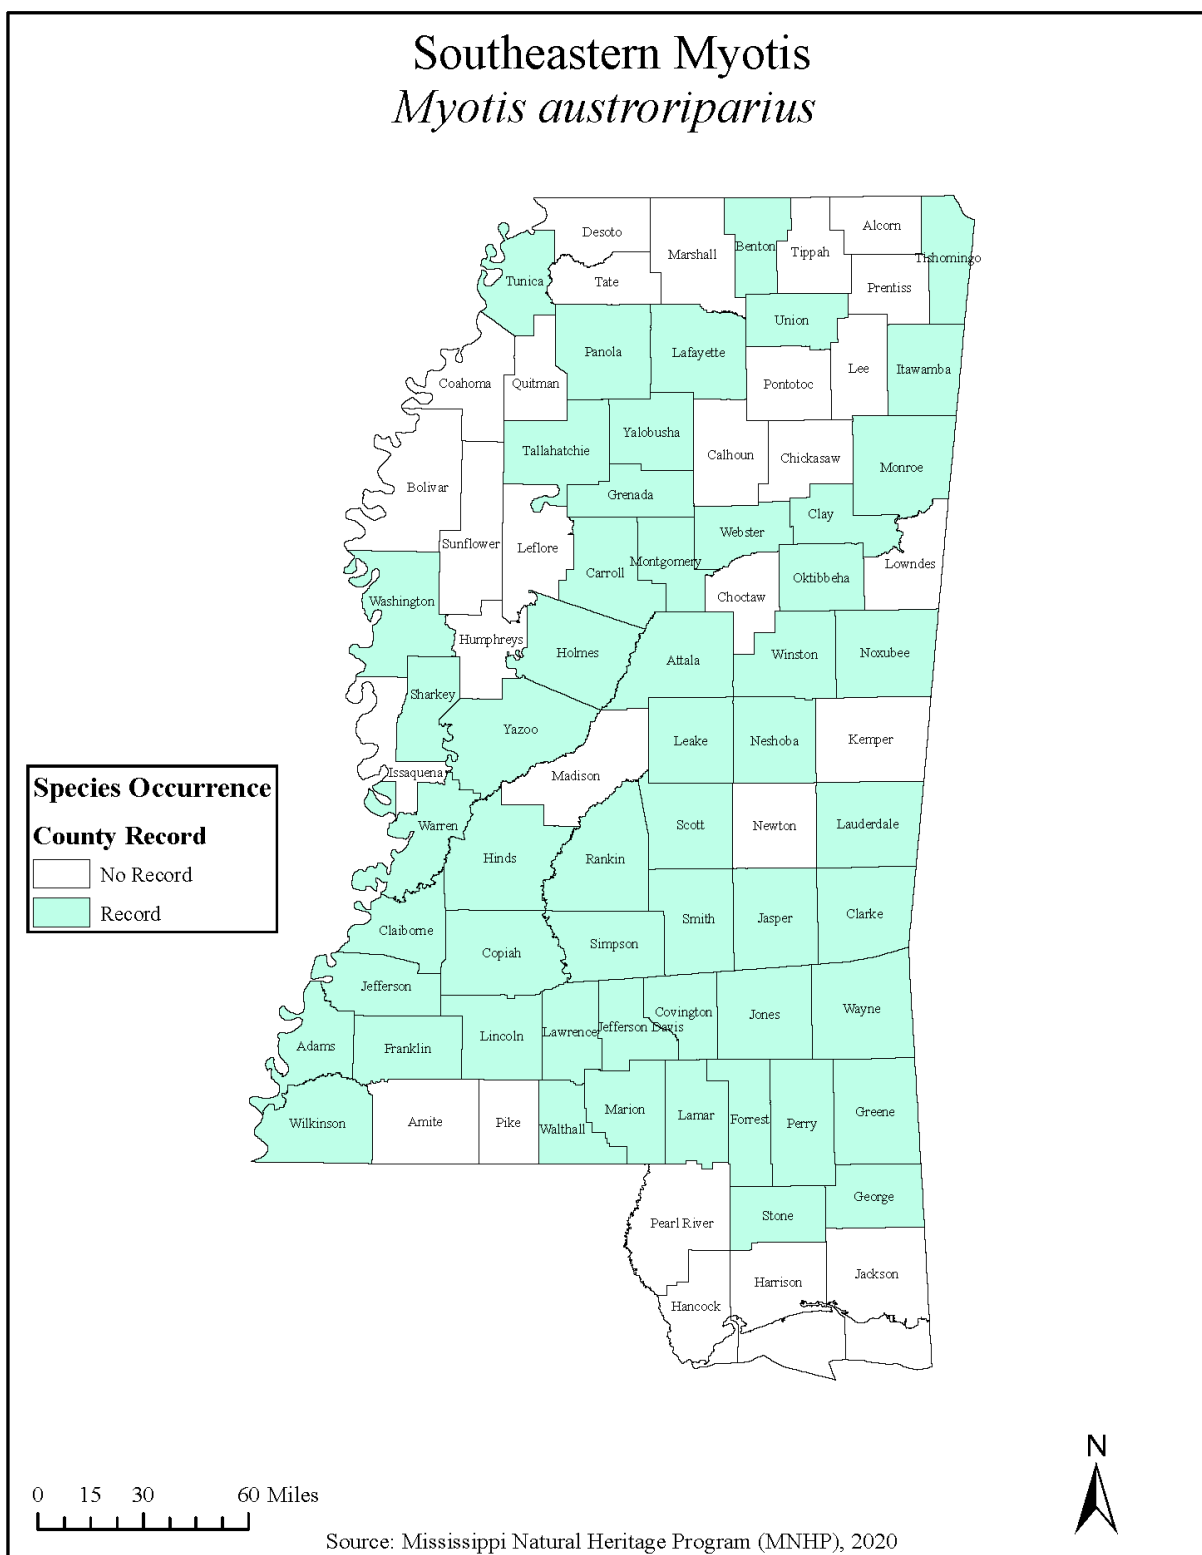 Southeastern Myotis
Myotis austroriparius
Desoto
Marshall
Benton
Tippah
Alcorn
Tishomingo
Tunica
Tate
Prentiss
Union
Panola
Lafayette
Coahoma
Quitman
Pontotoc
Lee
Itawamba
Tallahatchie
Yalobusha
Calhoun
Chickasaw
Monroe
Bolivar
Grenada
Clay
Webster
Sunflower
Leflore
Carroll
Montgomery
Choctaw
Oktibbeha
Lowndes
Washington
Humphreys
Holmes
Attala
Winston
Noxubee
Sharkey
Yazoo
Leake
Neshoba
Kemper
Issaquena
Madison
Species Occurrence
County Record
No Record
Record
Warren
Hinds
Rankin
Scott
Newton
Lauderdale
Claiborne
Copiah
Simpson
Smith
Jasper
Clarke
Jefferson
Adams
Franklin
Lincoln
Lawrence
Jefferson Davis
Covington
Jones
Wayne
Wilkinson
Amite
Pike
Walthall
Marion
Lamar
Forrest
Perry
Greene
George
Pearl River
Stone
Hancock
Harrison
Jackson
N
0 15 30 60 Miles
Source: Mississippi Natural Heritage Program (MNHP), 2020